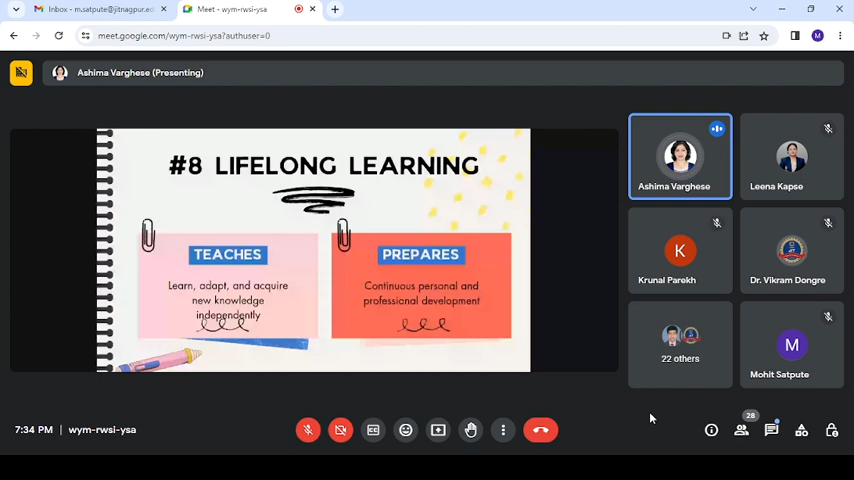 Inbox - m.satpute@jitnagpur.ed
Meet - wym-rwsi-ysa
meet.google.com/wym-rwsi-ysa?authuser=0
M
Ashima Varghese (Presenting)
#8 LIFELONG LEARNING
TEACHES
Learn, adapt, and acquire
new knowledge
independently
PREPARES
Continuous personal and
professional development
Ashima Varghese
Leena Kapse
K
Krunal Parekh
Dr. Vikram Dongre
22 others
M
Mohit Satpute
7:34 PM | wym-rwsi-ysa
28